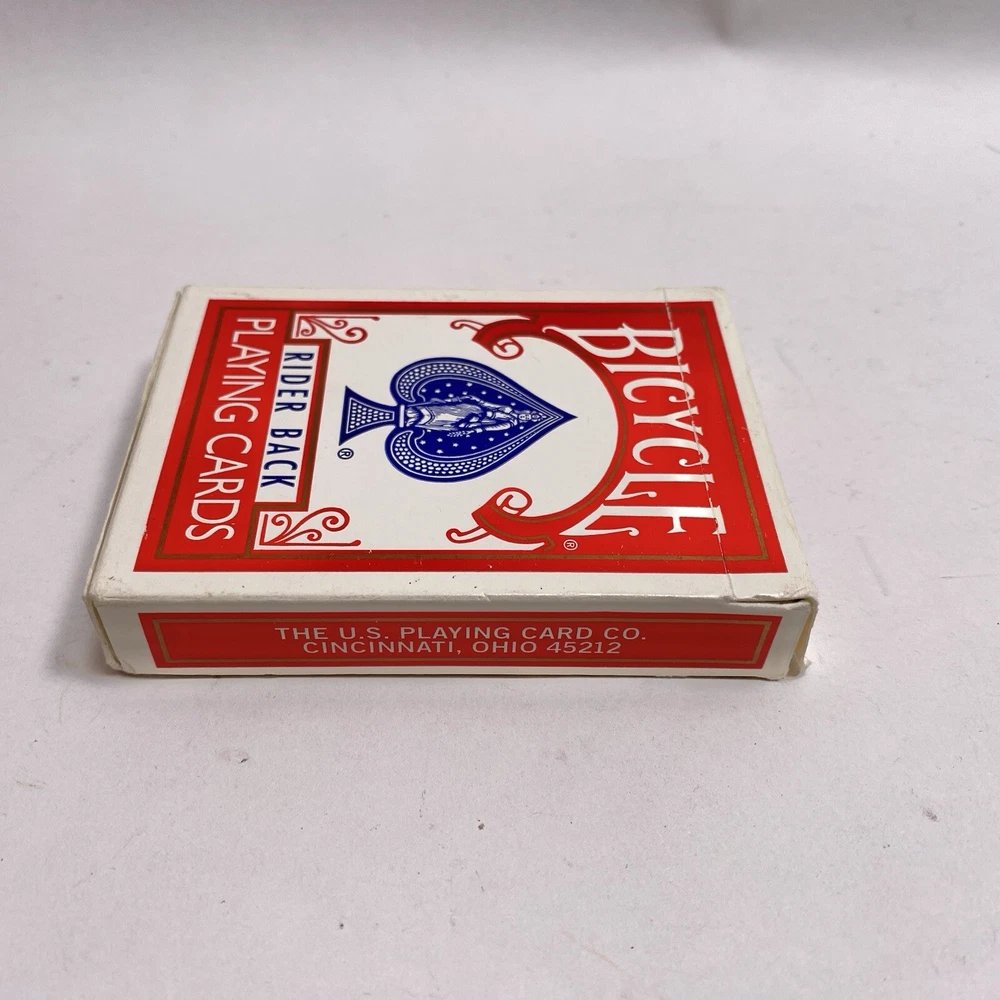 BICYCLE®
®
RIDER BACK
PLAYING CARDS
THE U.S. PLAYING CARD CO.
CINCINNATI, OHIO 45212